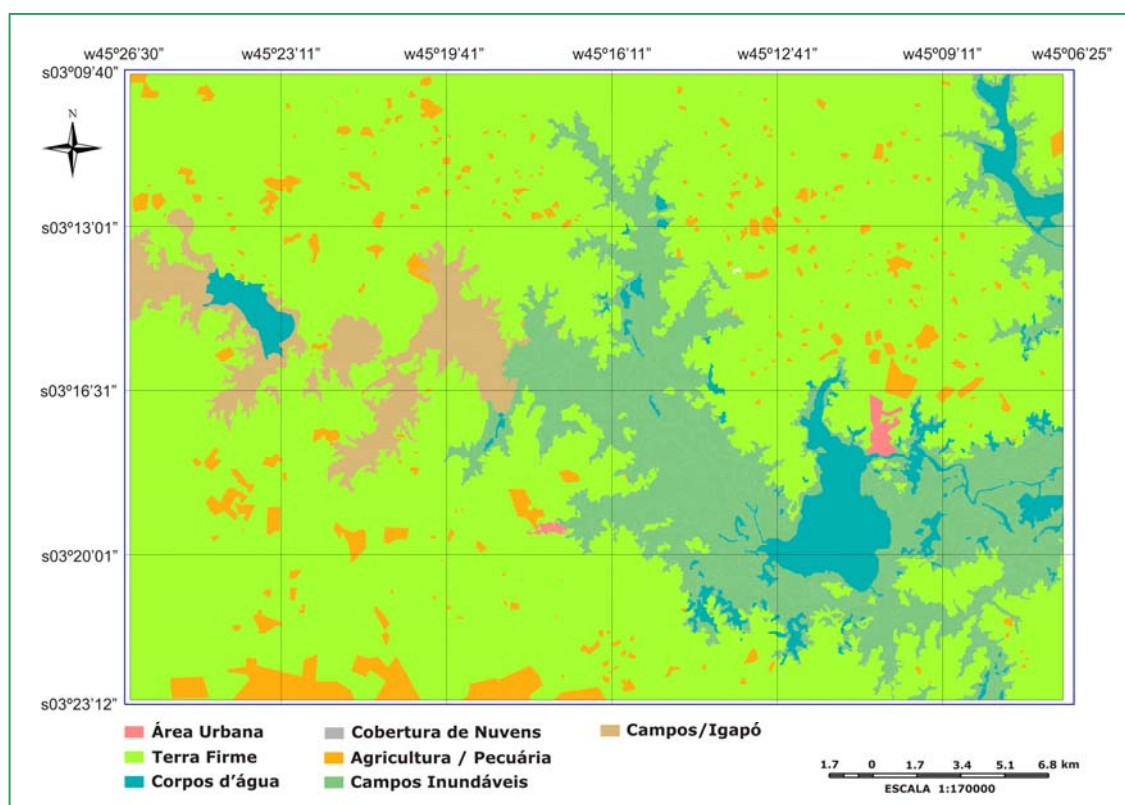 w45º26'30” w45º23'11” w45º19'41” w45º16'11” w45º12'41” w45º09'11” w45º06'25”
s03º09'40”
N
s03º13'01”
s03º16'31”
s03º20'01”
s03º23'12”
Área Urbana Cobertura de Nuvens Campos/Igapó
Terra Firme Agricultura / Pecuária
Corpos d'água Campos Inundáveis
1.7 0 1.7 3.4 5.1 6.8 km
ESCALA 1:170000